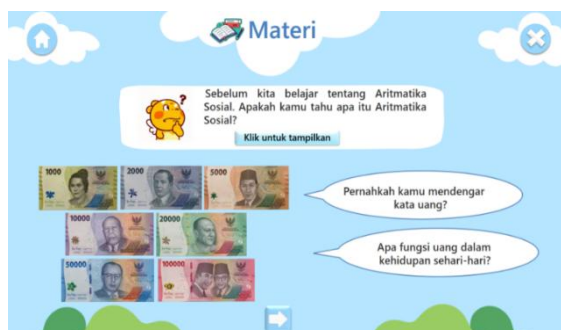 Materi
Sebelum kita belajar tentang Aritmatika
Sosial. Apakah kamu tahu apa itu Aritmatika
Sosial?
Klik untuk tampilkan
1000
2000
5000
10000
20000
50000
100000
Pernahkah kamu mendengar
kata uang?
Apa fungsi uang dalam
kehidupan sehari-hari?